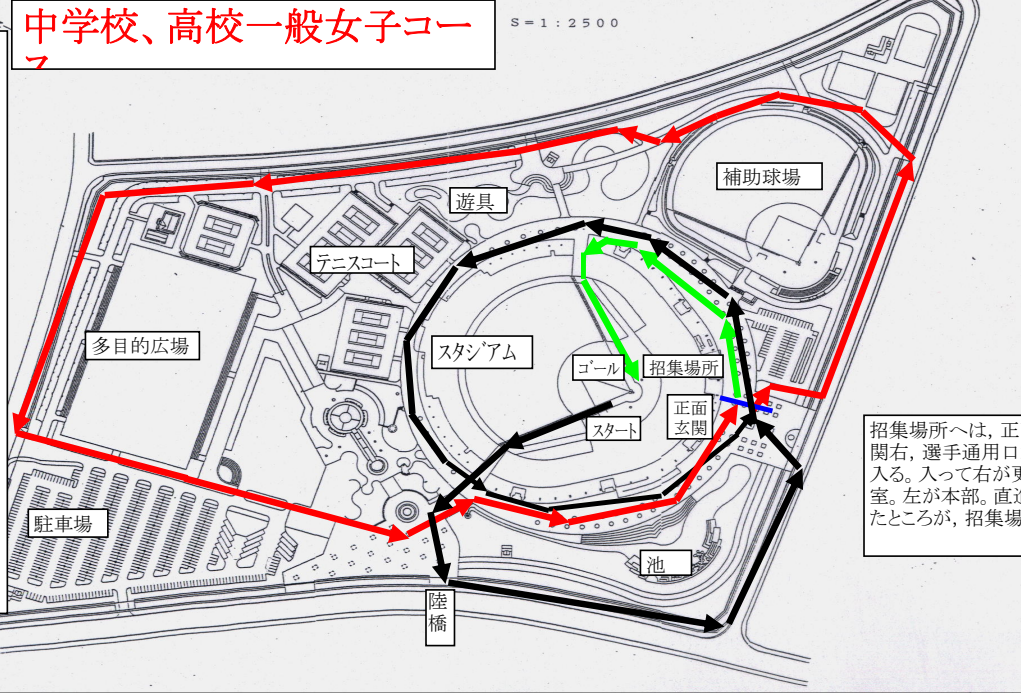 中学校、高校一般女子コー
ス
S=1:2500
補助球場
遊具
テニスコート
多目的広場
スタジアム
ゴール
招集場所
正面
玄関
スタート
招集場所へは，正
関右，選手通用口
入る。入って右が更
室。左が本部。直進
たところが，招集場
駐車場
池
陸
橋